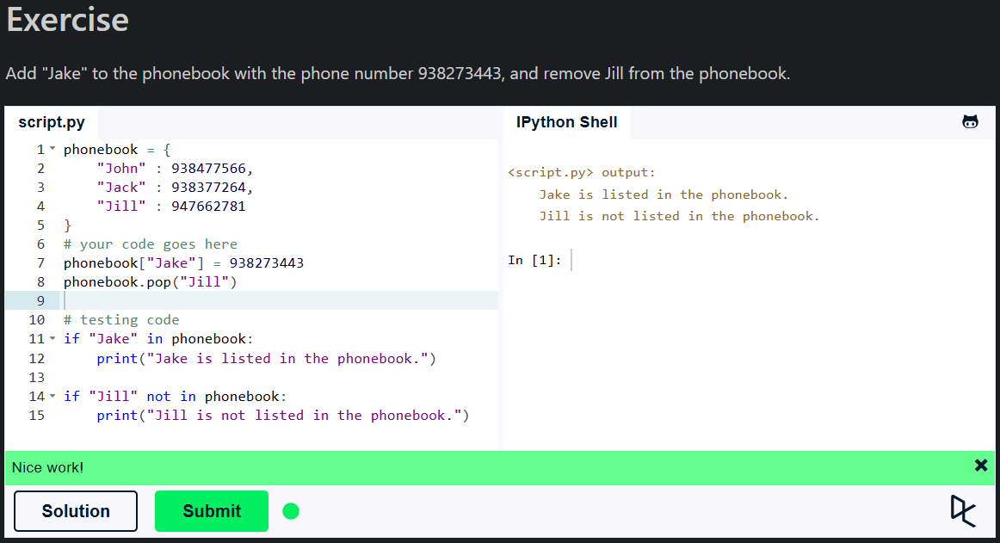 Exercise
Add "Jake" to the phonebook with the phone number 938273443, and remove Jill from the phonebook.
script.py
1 phonebook = {
2     "John" : 938477566,
3     "Jack" : 938377264,
4     "Jill" : 947662781
5 }
6 # your code goes here
7 phonebook["Jake"] = 938273443
8 phonebook.pop("Jill")
9
10 # testing code
11 if "Jake" in phonebook:
12     print("Jake is listed in the phonebook.")
13
14 if "Jill" not in phonebook:
15     print("Jill is not listed in the phonebook.")
IPython Shell
<script.py> output:
    Jake is listed in the phonebook.
    Jill is not listed in the phonebook.
In [1]:
Nice work!
Solution
Submit